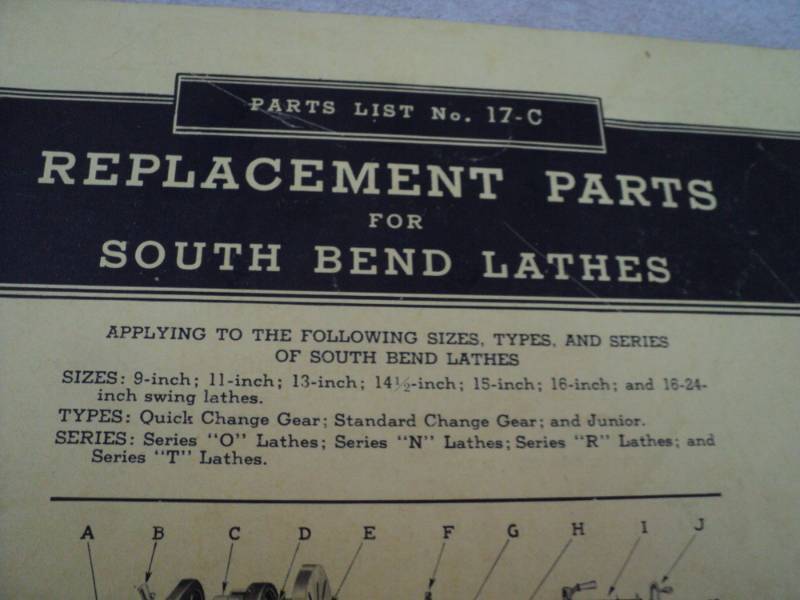 PARTS LIST No. 17-C
REPLACEMENT PARTS
FOR
SOUTH BEND LATHES
APPLYING TO THE FOLLOWING SIZES, TYPES, AND SERIES
OF SOUTH BEND LATHES
SIZES: 9-inch; 11-inch; 13-inch; 14½-inch; 15-inch; 16-inch; and 16-24-
inch swing lathes.
TYPES: Quick Change Gear; Standard Change Gear; and Junior.
SERIES: Series "O" Lathes; Series "N" Lathes; Series "R" Lathes; and
Series "T" Lathes.
A B C D E F G H I J